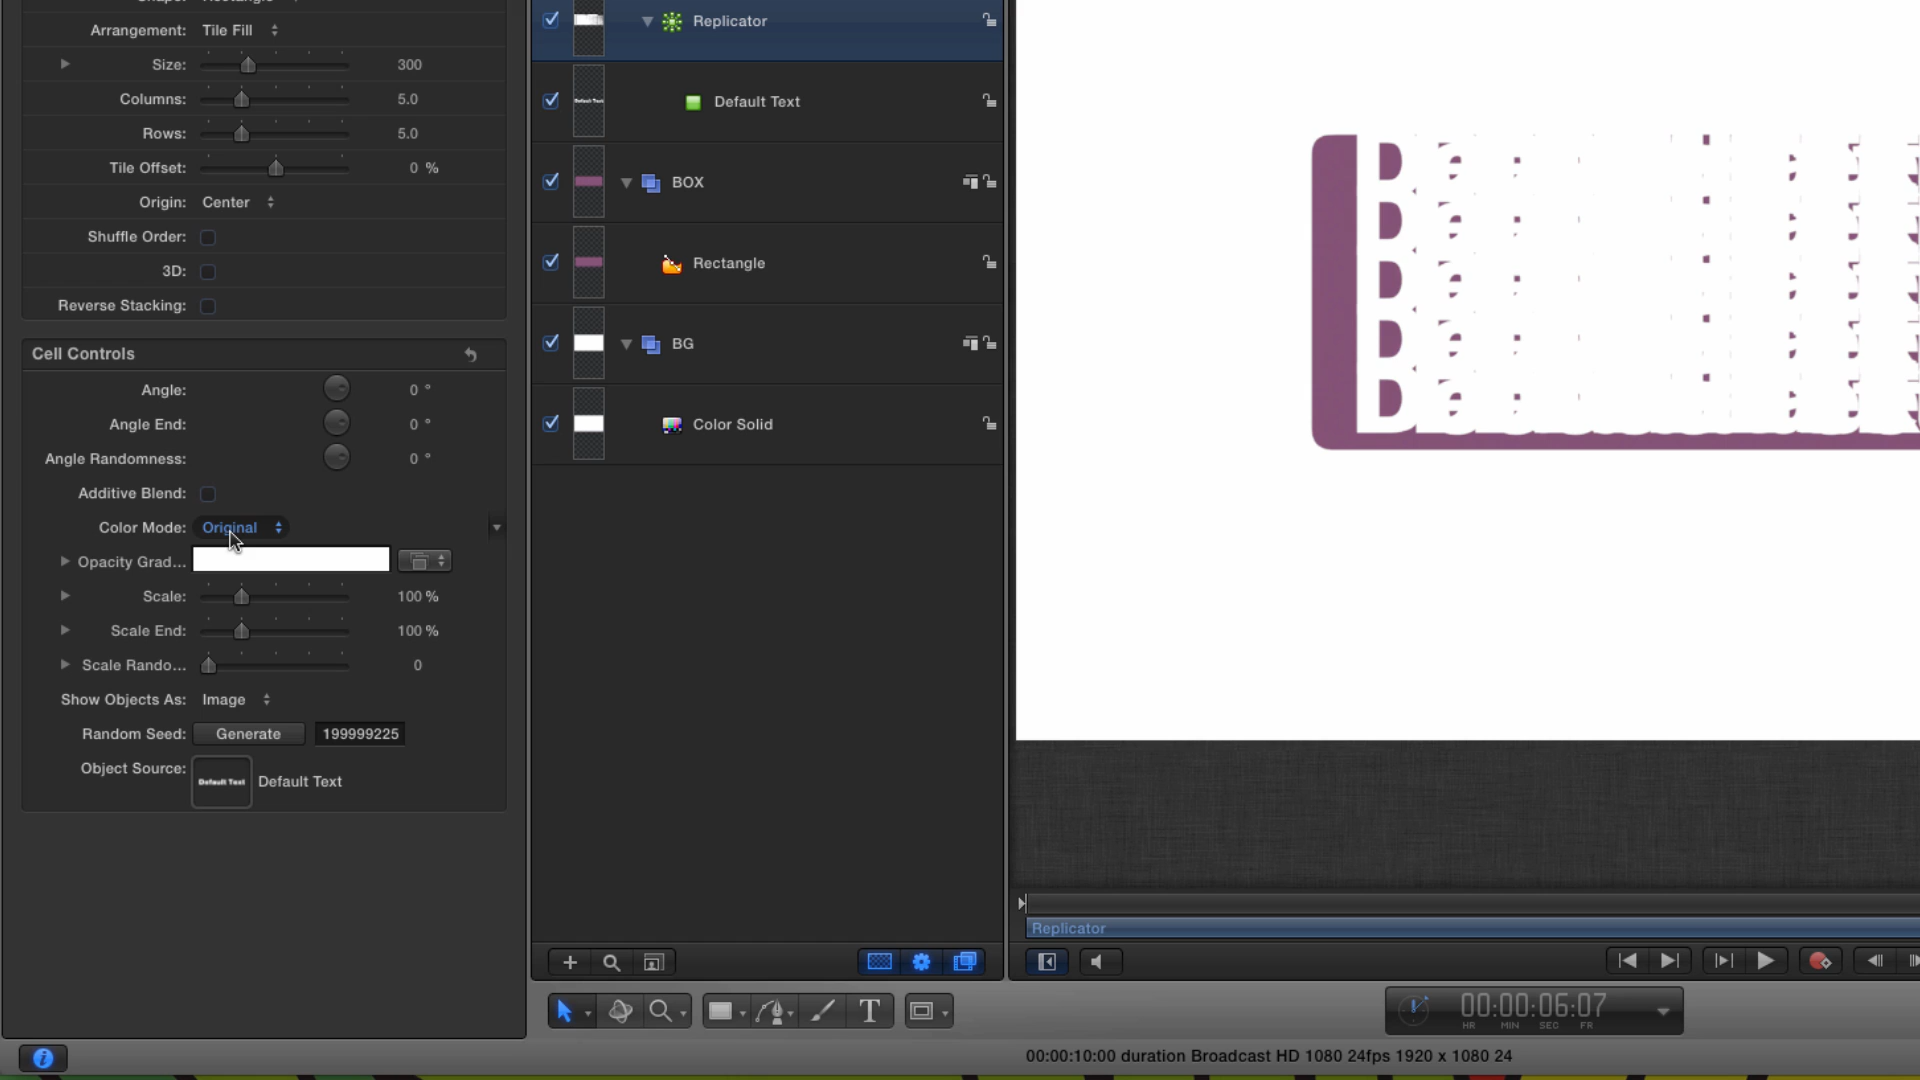 Arrangement: Tile Fill
Size: 300
Columns: 5.0
Rows: 5.0
Tile Offset: 0 %
Origin: Center
Shuffle Order:
3D:
Reverse Stacking:
Cell Controls
Angle: 0 °
Angle End: 0 °
Angle Randomness: 0 °
Additive Blend:
Color Mode: Original
Opacity Grad...
Scale: 100 %
Scale End: 100 %
Scale Rando... 0
Show Objects As: Image
Random Seed: Generate 199999225
Object Source: Default Text Default Text
Replicator
Default Text Default Text
BOX
Rectangle
BG
Color Solid
Replicator
T
00:00:06:07
HR MIN SEC FR
00:00:10:00 duration Broadcast HD 1080 24fps 1920 x 1080 24